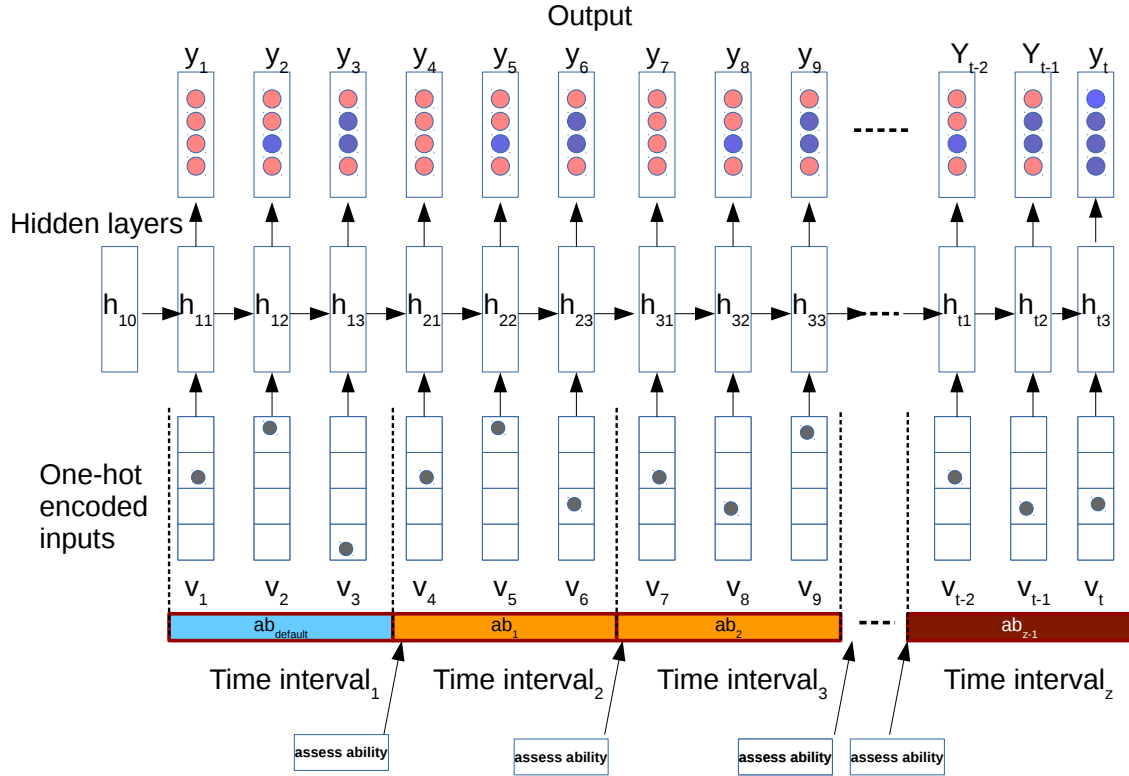 Output
y1 y2 y3 y4 y5 y6 y7 y8 y9 Yt-2 Yt-1 yt
Hidden layers
h10 h11 h12 h13 h21 h22 h23 h31 h32 h33 ht1 ht2 ht3
One-hot
encoded
inputs
v1 v2 v3 v4 v5 v6 v7 v8 v9 vt-2 vt-1 vt
abdefault ab1 ab2 abz-1
Time interval1 Time interval2 Time interval3 Time intervalz
assess ability assess ability assess ability assess ability